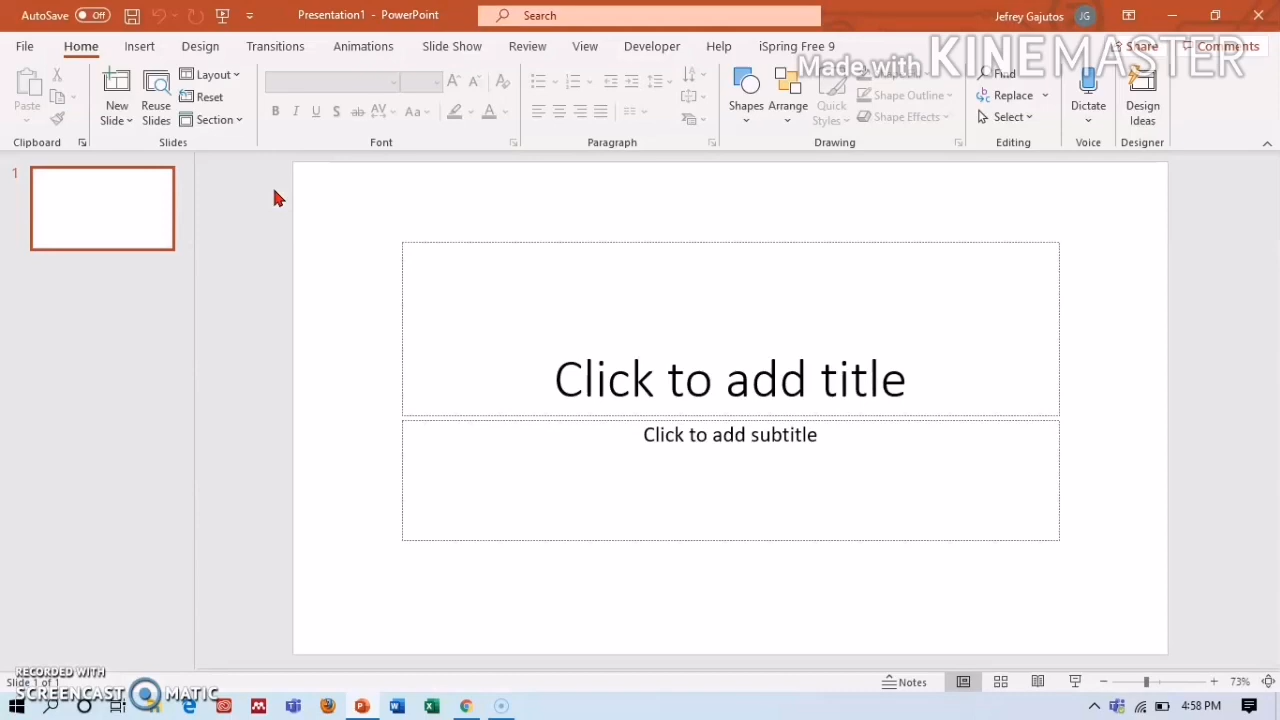 AutoSave Off Presentation1 - PowerPoint Search Jefrey Gajutos JG
File Home Insert Design Transitions Animations Slide Show Review View Developer Help iSpring Free 9 Share Comments
Made with KINEMASTER
Paste
Clipboard
New Slide
Reuse Slides
Layout
Reset
Section
Slides
B I U S ab AV Aa A
Font
Paragraph
Shapes
Arrange
Quick Styles
Shape Outline
Shape Effects
Drawing
Find
Replace
Select
Editing
Dictate
Voice
Design Ideas
Designer
1
Click to add title
Click to add subtitle
RECORDED WITH
SCREENCAST MATIC
Slide 1 of 1 Notes 73%
4:58 PM